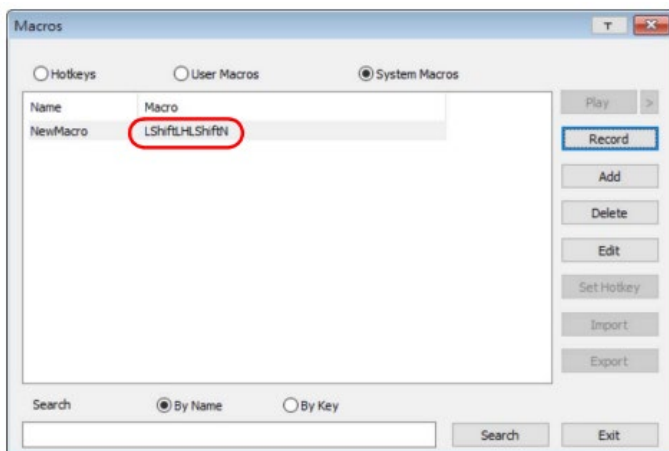 Macros
Hotkeys User Macros System Macros
Name Macro
NewMacro LShiftLHLShiftN
Play >
Record
Add
Delete
Edit
Set Hotkey
Import
Export
Search By Name By Key
Search Exit